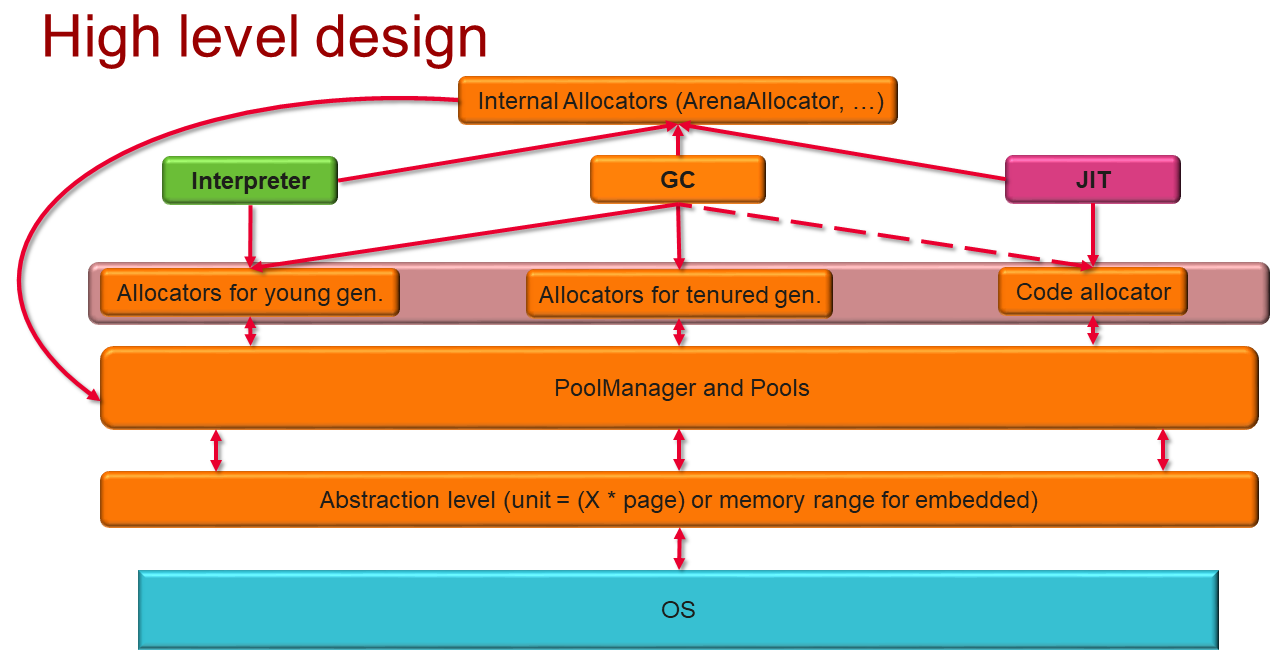 High level design
Internal Allocators (ArenaAllocator, …)
Interpreter
GC
JIT
Allocators for young gen.
Allocators for tenured gen.
Code allocator
PoolManager and Pools
Abstraction level (unit = (X * page) or memory range for embedded)
OS